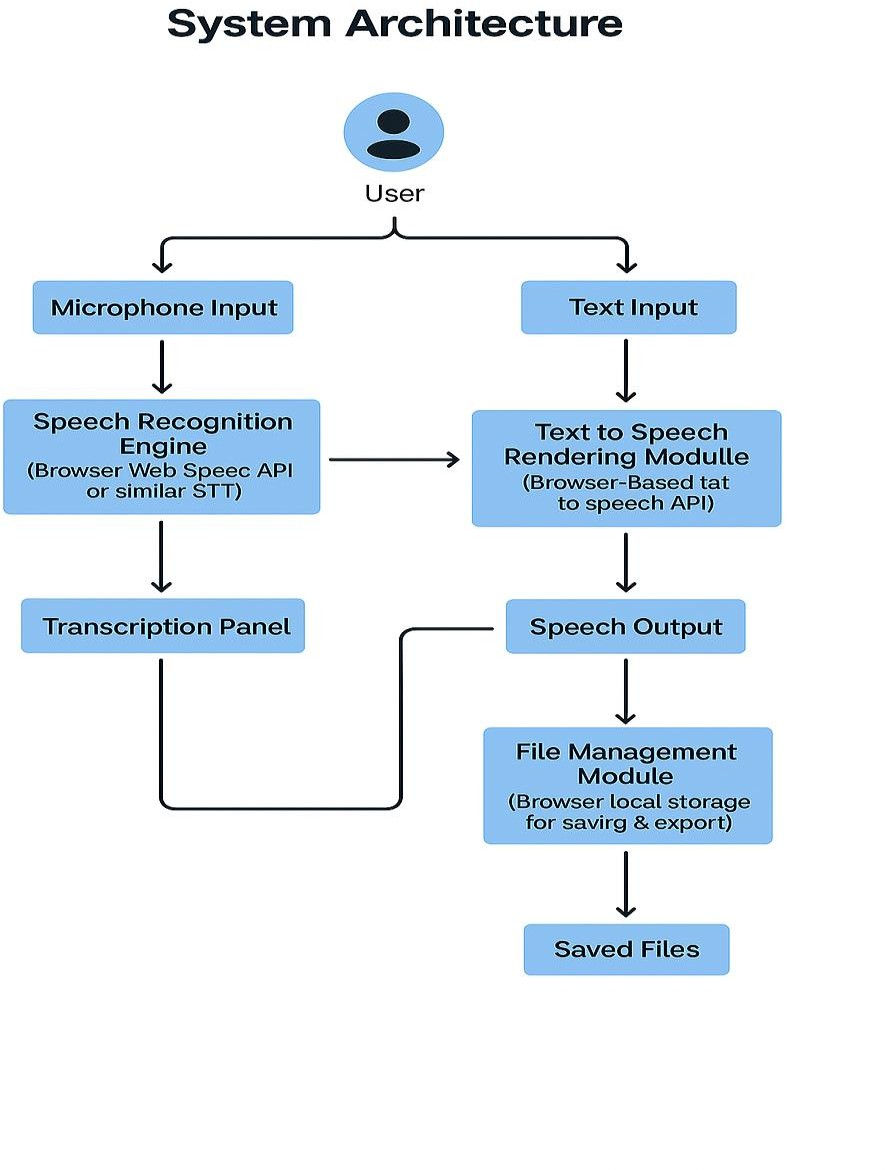 System Architecture
User
Microphone Input
Text Input
Speech Recognition
Engine
(Browser Web Speec API
or similar STT)
Text to Speech
Rendering Modulle
(Browser-Based tat
to speech API)
Transcription Panel
Speech Output
File Management
Module
(Browser local storage
for savirg & export)
Saved Files